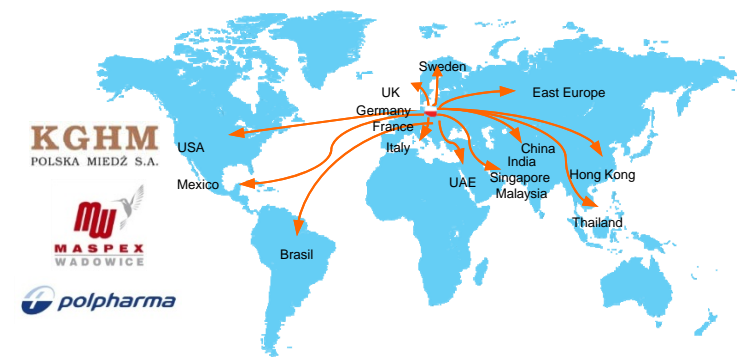 KGHM
POLSKA MIEDŹ S.A.
MASPEX
WADOWICE
polpharma
Sweden
UK
East Europe
Germany
France
USA
Italy
China
India
Hong Kong
Mexico
UAE
Singapore
Malaysia
Thailand
Brasil